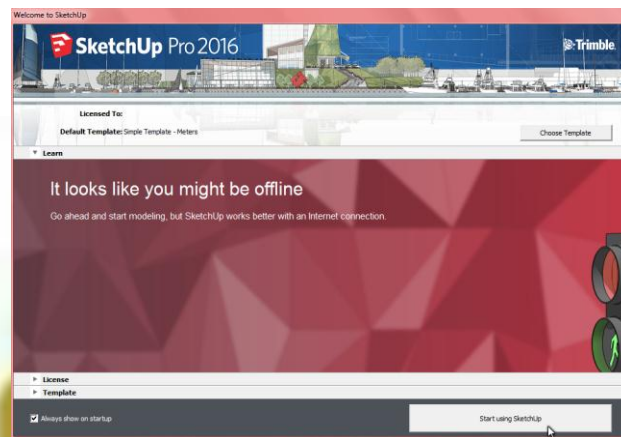 Welcome to SketchUp
SketchUp Pro 2016
Trimble
Licensed To:
Default Template: Simple Template - Meters
Choose Template
Learn
It looks like you might be offline
Go ahead and start modeling, but SketchUp works better with an Internet connection.
License
Template
Always show on startup
Start using SketchUp